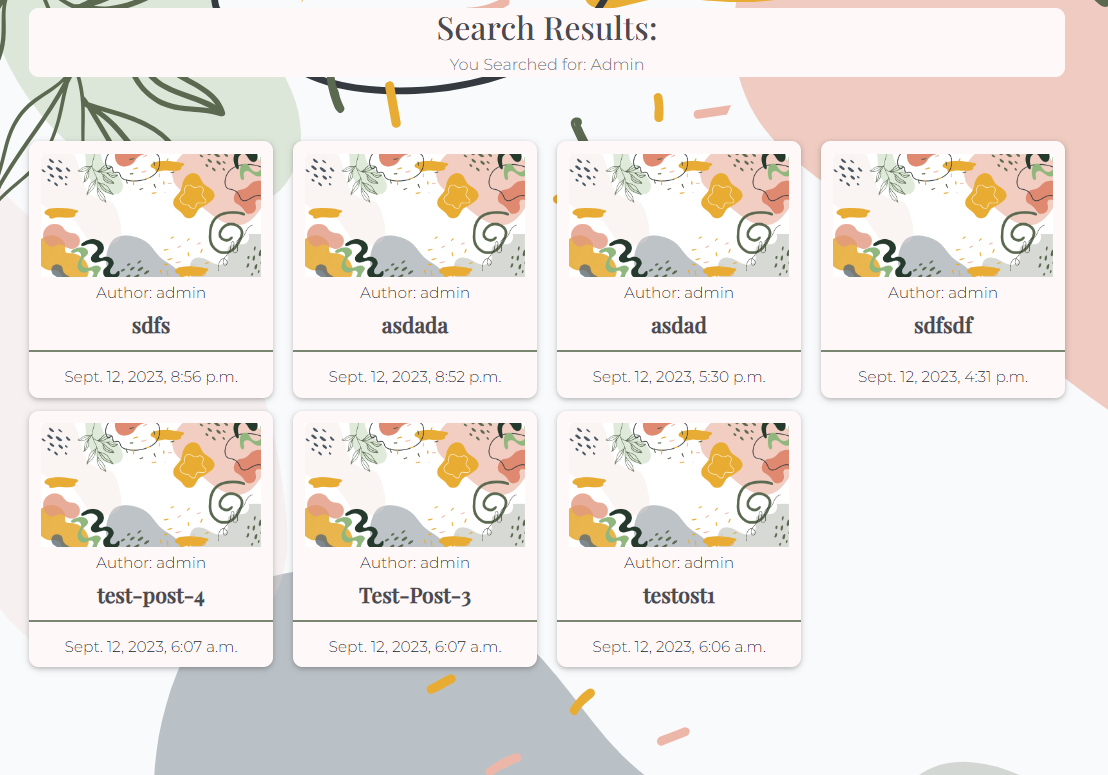 Search Results:
You Searched for: Admin
Author: admin
sdfs
Sept. 12, 2023, 8:56 p.m.
Author: admin
asdada
Sept. 12, 2023, 8:52 p.m.
Author: admin
asdad
Sept. 12, 2023, 5:30 p.m.
Author: admin
sdfsdf
Sept. 12, 2023, 4:31 p.m.
Author: admin
test-post-4
Sept. 12, 2023, 6:07 a.m.
Author: admin
Test-Post-3
Sept. 12, 2023, 6:07 a.m.
Author: admin
testost1
Sept. 12, 2023, 6:06 a.m.